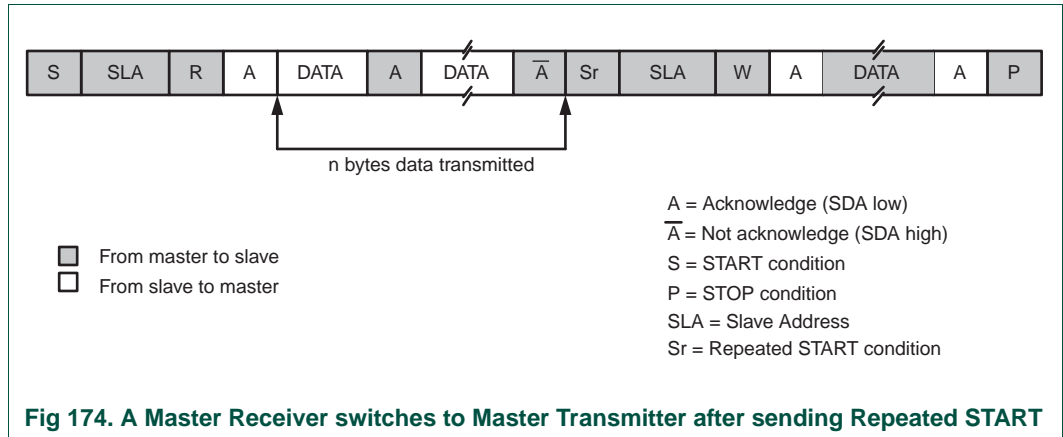 S SLA R A DATA A DATA A Sr SLA W A DATA A P
n bytes data transmitted
From master to slave
From slave to master
A = Acknowledge (SDA low)
A̅ = Not acknowledge (SDA high)
S = START condition
P = STOP condition
SLA = Slave Address
Sr = Repeated START condition
Fig 174. A Master Receiver switches to Master Transmitter after sending Repeated START